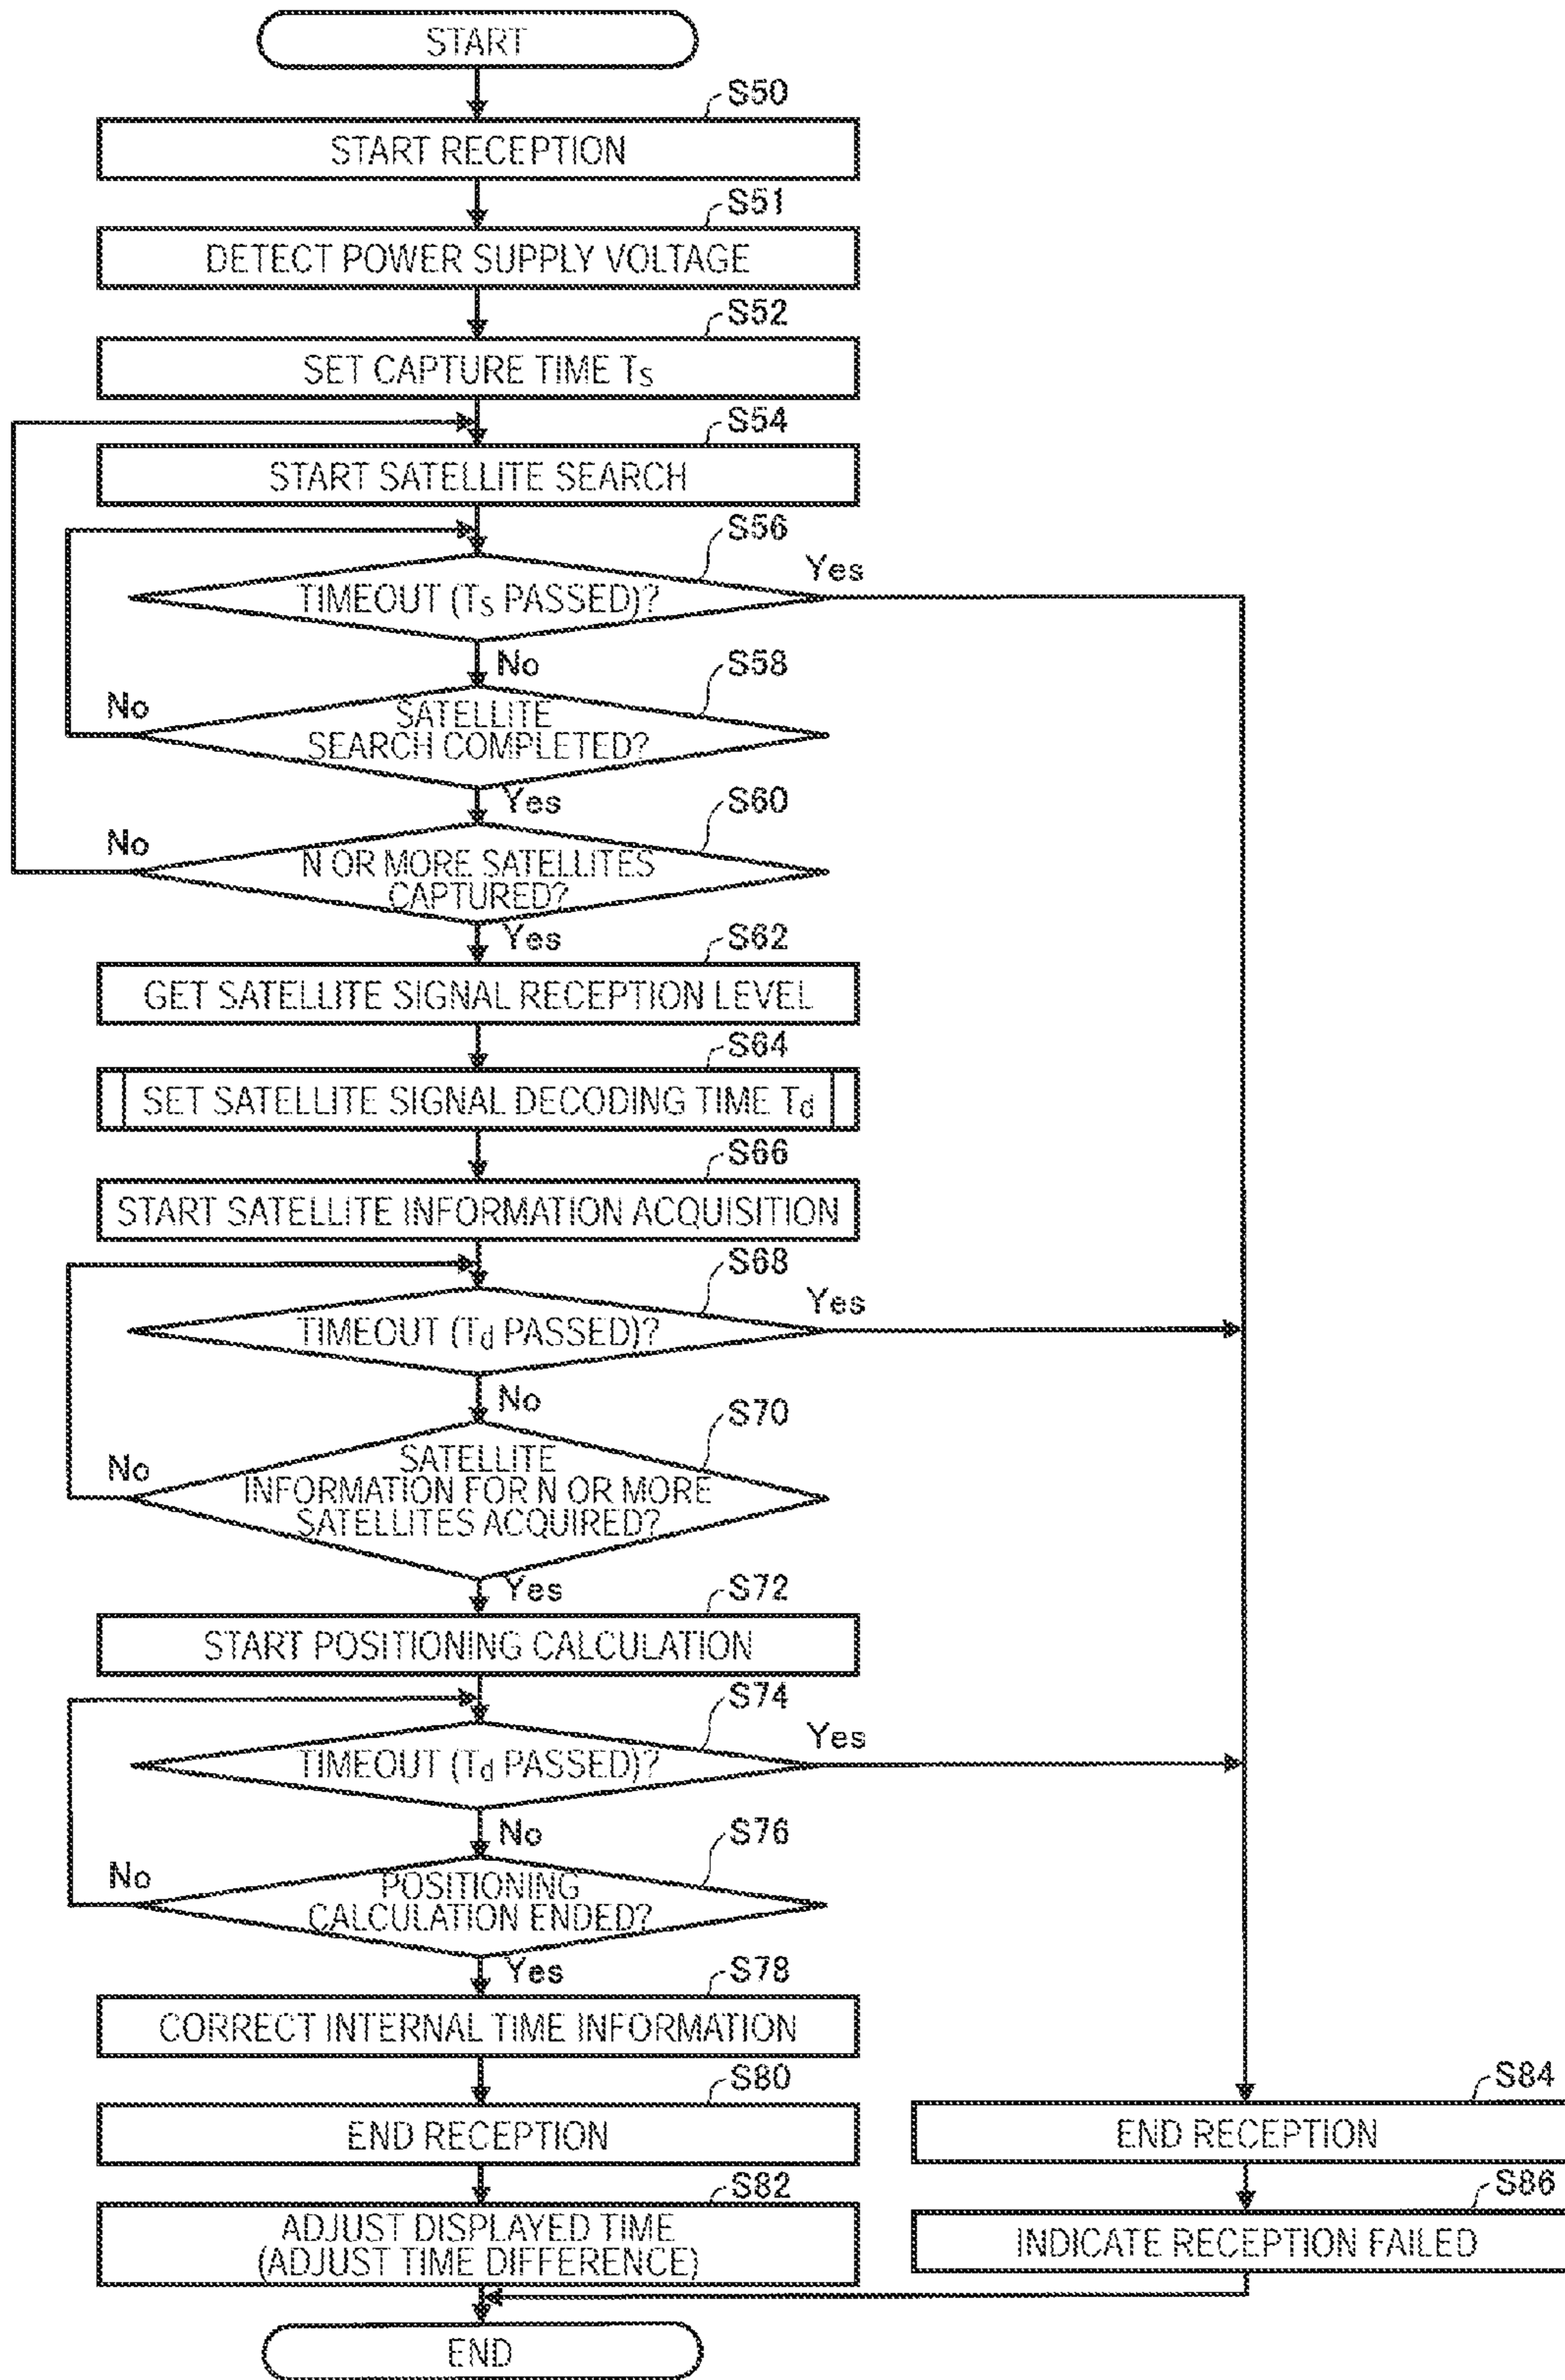 START
S50
START RECEPTION
S51
DETECT POWER SUPPLY VOLTAGE
S52
SET CAPTURE TIME Ts
S54
START SATELLITE SEARCH
S56
Yes
TIMEOUT (Ts PASSED)?
No
S58
No
SATELLITE
SEARCH COMPLETED?
Yes
S60
No
N OR MORE SATELLITES
CAPTURED?
Yes
S62
GET SATELLITE SIGNAL RECEPTION LEVEL
S64
SET SATELLITE SIGNAL DECODING TIME Td
S66
START SATELLITE INFORMATION ACQUISITION
S68
Yes
TIMEOUT (Td PASSED)?
No
S70
No
SATELLITE
INFORMATION FOR N OR MORE
SATELLITES ACQUIRED?
Yes
S72
START POSITIONING CALCULATION
S74
Yes
TIMEOUT (Td PASSED)?
No
S76
No
POSITIONING
CALCULATION ENDED?
Yes
S78
CORRECT INTERNAL TIME INFORMATION
S80
END RECEPTION
S84
END RECEPTION
S82
ADJUST DISPLAYED TIME
(ADJUST TIME DIFFERENCE)
S86
INDICATE RECEPTION FAILED
END